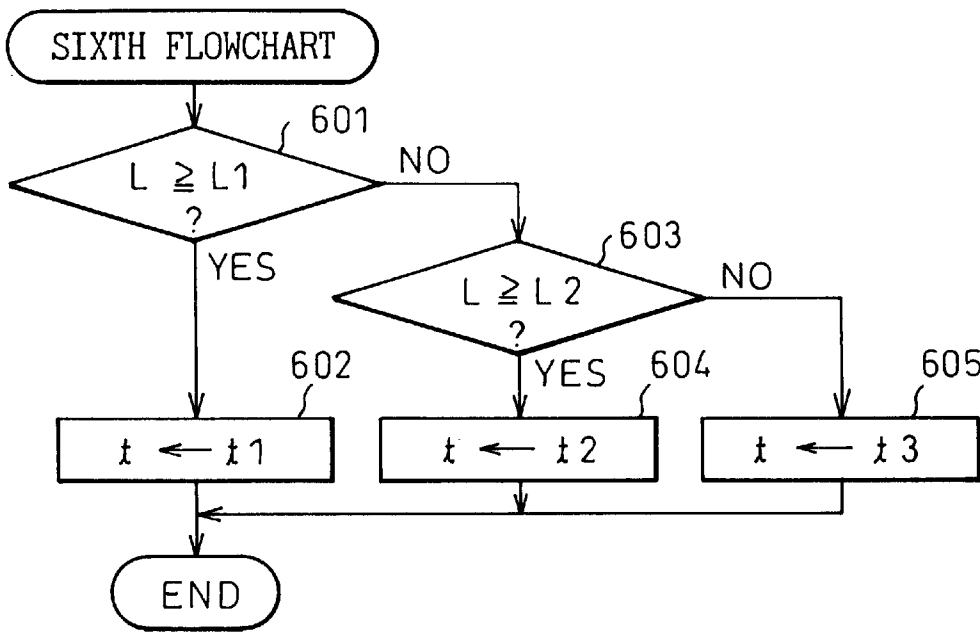 SIXTH FLOWCHART
601
L ≧ L1
?
NO
YES
603
L ≧ L2
?
NO
YES
602
t ← t1
604
t ← t2
605
t ← t3
END